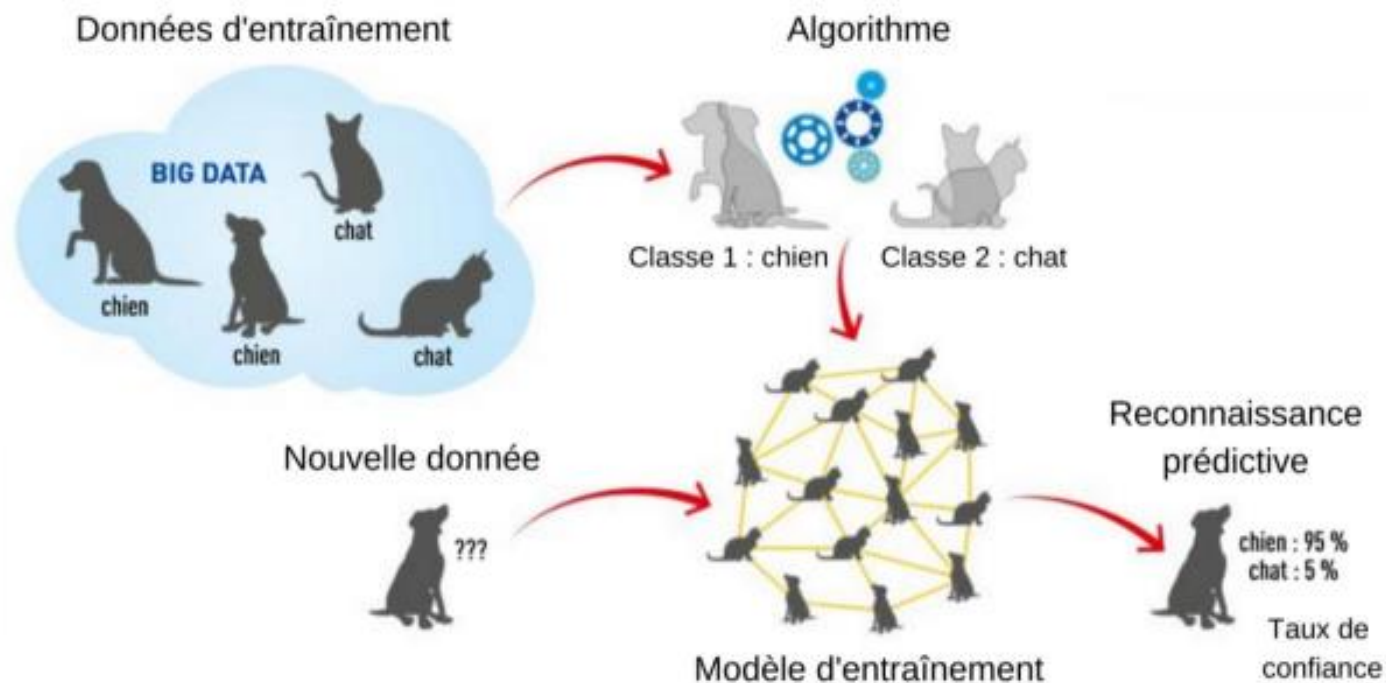 Données d'entraînement
BIG DATA
chat
chien
chien
chat
Algorithme
Classe 1 : chien
Classe 2 : chat
Nouvelle donnée
???
Modèle d'entraînement
Reconnaissance
prédictive
chien : 95 %
chat : 5 %
Taux de
confiance